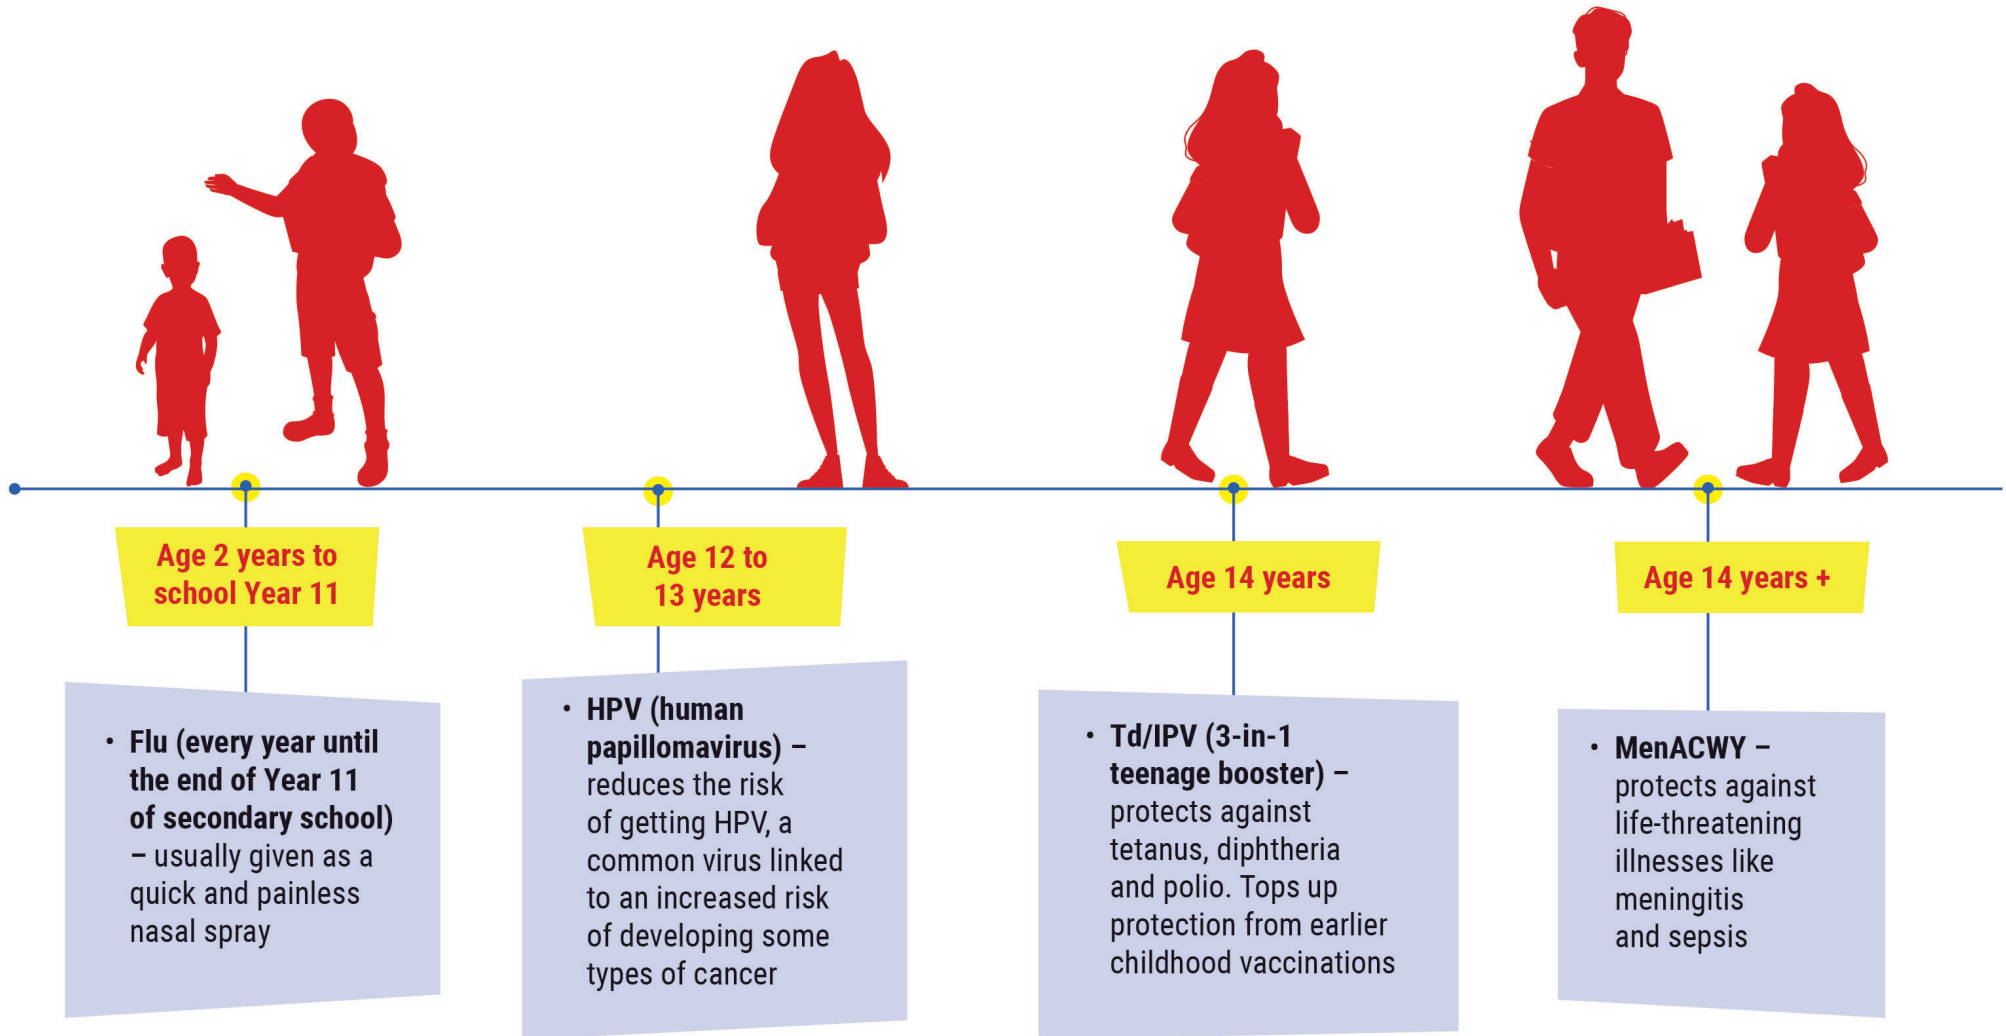 Age 2 years to
school Year 11
• Flu (every year until
the end of Year 11
of secondary school)
– usually given as a
quick and painless
nasal spray
Age 12 to
13 years
• HPV (human
papillomavirus) –
reduces the risk
of getting HPV, a
common virus linked
to an increased risk
of developing some
types of cancer
Age 14 years
• Td/IPV (3-in-1
teenage booster) –
protects against
tetanus, diphtheria
and polio. Tops up
protection from earlier
childhood vaccinations
Age 14 years +
• MenACWY –
protects against
life-threatening
illnesses like
meningitis
and sepsis